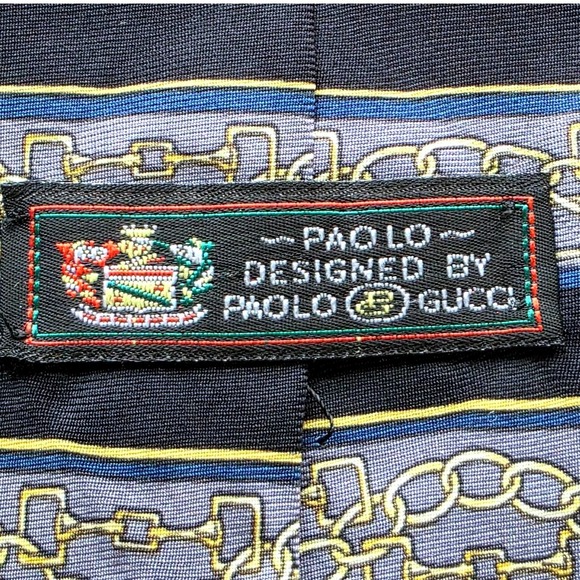 ~ PAOLO ~
DESIGNED BY
PAOLO GUCCI